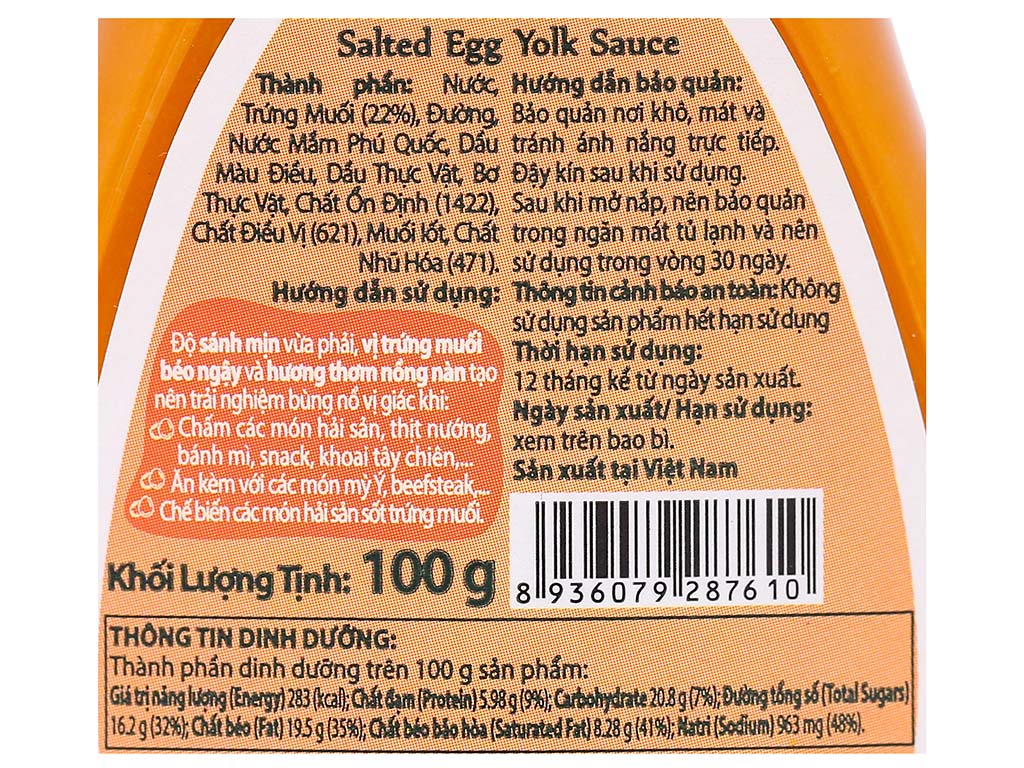 Salted Egg Yolk Sauce
Thành phần: Nước,
Trứng Muối (22%), Đường,
Nước Mắm Phú Quốc, Dầu
Màu Điều, Dầu Thực Vật, Bơ
Thực Vật, Chất Ổn Định (1422),
Chất Điều Vị (621), Muối Iốt, Chất
Nhũ Hóa (471).
Hướng dẫn sử dụng:
Độ sánh mịn vừa phải, vị trứng muối
béo ngậy và hương thơm nồng nàn tạo
nên trải nghiệm bùng nổ vị giác khi:
Chấm các món hải sản, thịt nướng,
bánh mì, snack, khoai tây chiên,...
Ăn kèm với các món my Ý, beefsteak,...
Chế biến các món hải sản sốt trứng muối.
Khối Lượng Tịnh: 100 g
Hướng dẫn bảo quản:
Bảo quản nơi khô, mát và
tránh ánh nắng trực tiếp.
Đậy kín sau khi sử dụng.
Sau khi mở nắp, nên bảo quản
trong ngăn mát tủ lạnh và nên
sử dụng trong vòng 30 ngày.
Thông tin cảnh báo an toàn: Không
sử dụng sản phẩm hết hạn sử dụng
Thời hạn sử dụng:
12 tháng kể từ ngày sản xuất.
Ngày sản xuất/ Hạn sử dụng:
xem trên bao bì.
Sản xuất tại Việt Nam
8 936079 287610
THÔNG TIN DINH DƯỠNG:
Thành phần dinh dưỡng trên 100 g sản phẩm:
Giá trị năng lượng (Energy) 283 (kcal); Chất đạm (Protein) 5.98 g (9%); Carbohydrate 20.8 g (7%); Đường tổng số (Total Sugars)
16.2 g (32%); Chất béo (Fat) 19.5 g (35%); Chất béo bão hòa (Saturated Fat) 8.28 g (41%); Natri (Sodium) 963 mg (48%).